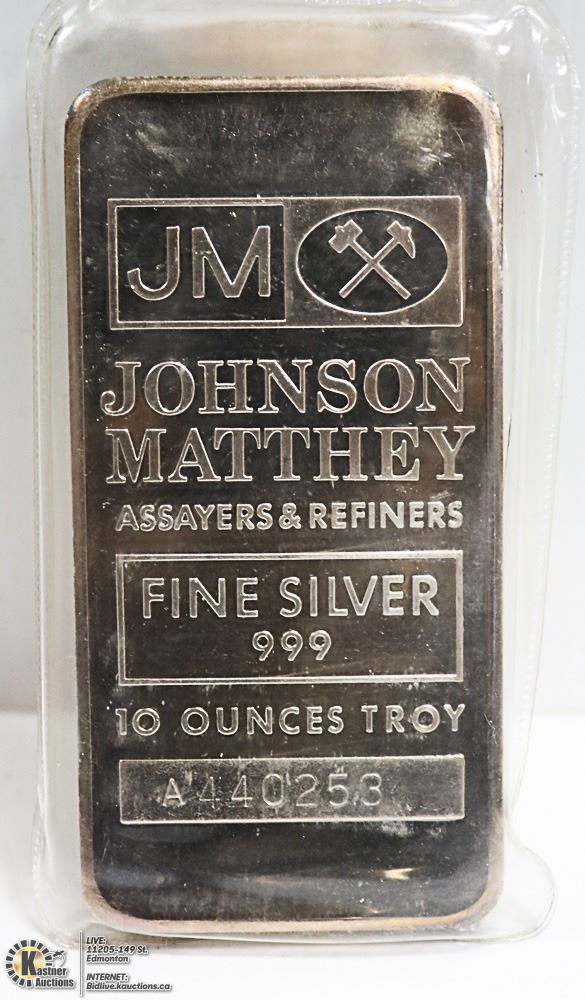 JM
JOHNSON
MATTHEY
ASSAYERS & REFINERS
FINE SILVER
999
10 OUNCES TROY
A440253
Kastner
Auctions
LIVE:
11205-149 St.
Edmonton
INTERNET:
Bidlive.kauctions.ca